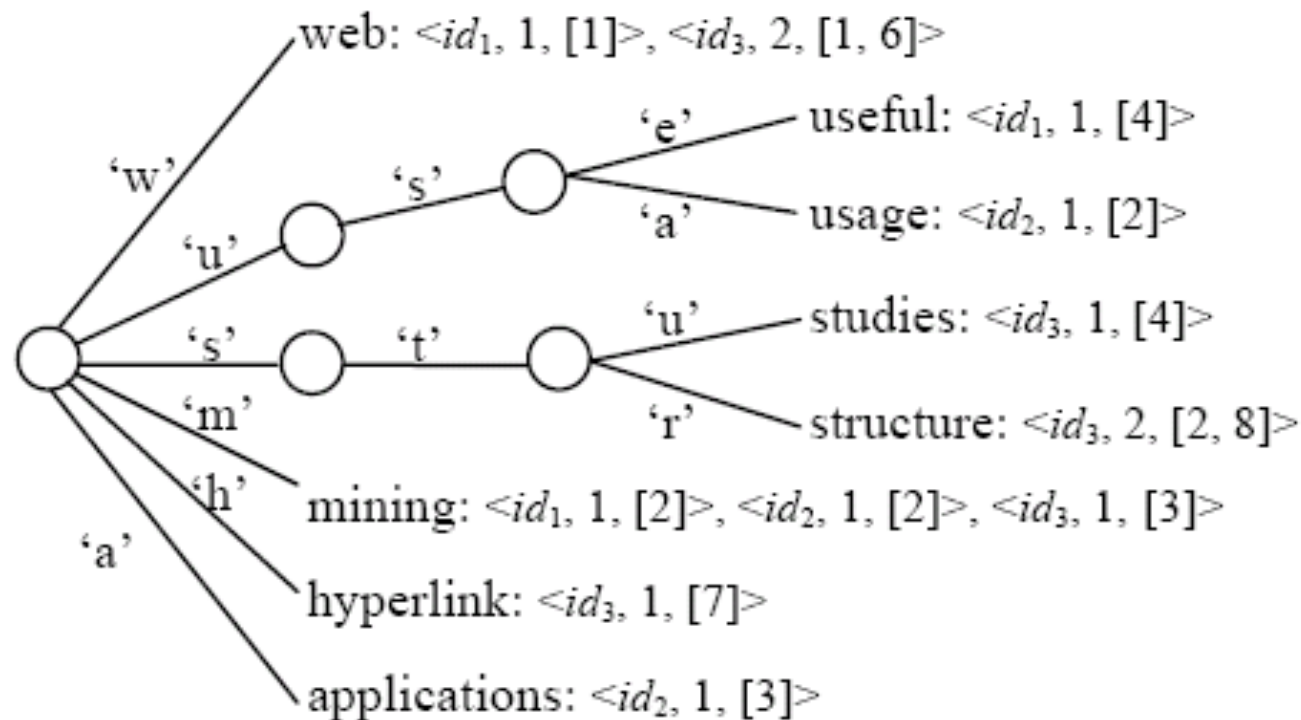 web: <id₁, 1, [1]>, <id₃, 2, [1, 6]>
‘e’
useful: <id₁, 1, [4]>
‘w’
‘s’
‘a’
usage: <id₂, 1, [2]>
‘u’
‘u’
studies: <id₃, 1, [4]>
‘s’
‘t’
‘r’
structure: <id₃, 2, [2, 8]>
‘m’
‘h’
mining: <id₁, 1, [2]>, <id₂, 1, [2]>, <id₃, 1, [3]>
‘a’
hyperlink: <id₃, 1, [7]>
applications: <id₂, 1, [3]>